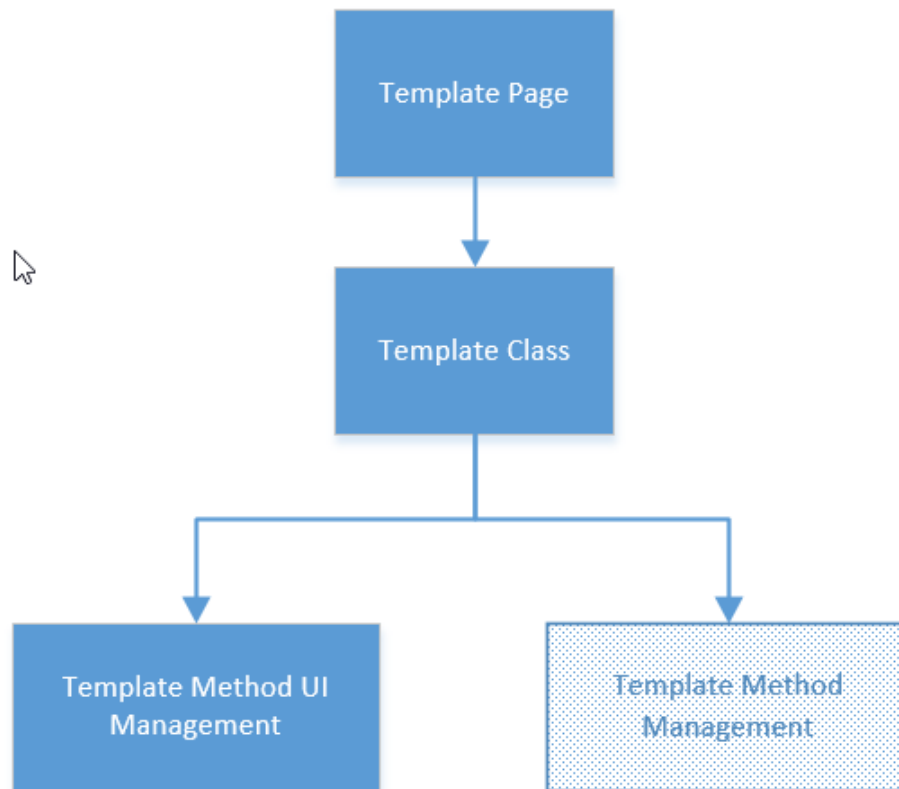 Template Page
Template Class
Template Method UI
Management
Template Method
Management